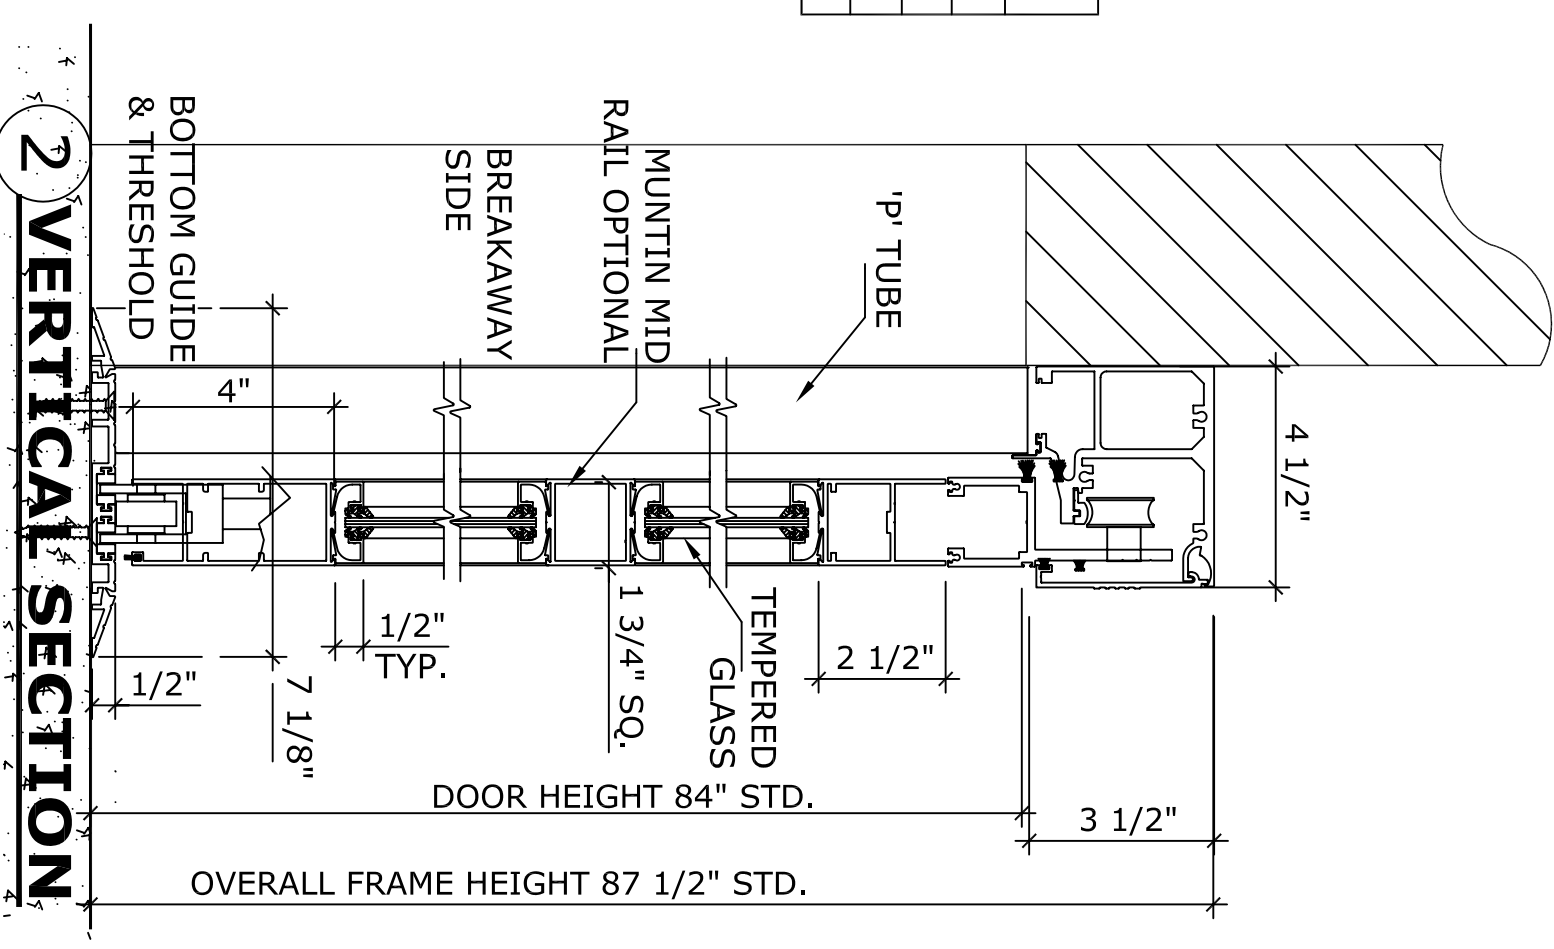 'P' TUBE
MUNTIN MID
RAIL OPTIONAL
BREAKAWAY
SIDE
BOTTOM GUIDE
& THRESHOLD
4"
4 1/2"
1/2"
TYP.
1 3/4" SQ.
TEMPERED
GLASS
2 1/2"
1/2"
7 1/8"
DOOR HEIGHT 84" STD.
3 1/2"
OVERALL FRAME HEIGHT 87 1/2" STD.
2 VERTICAL SECTION